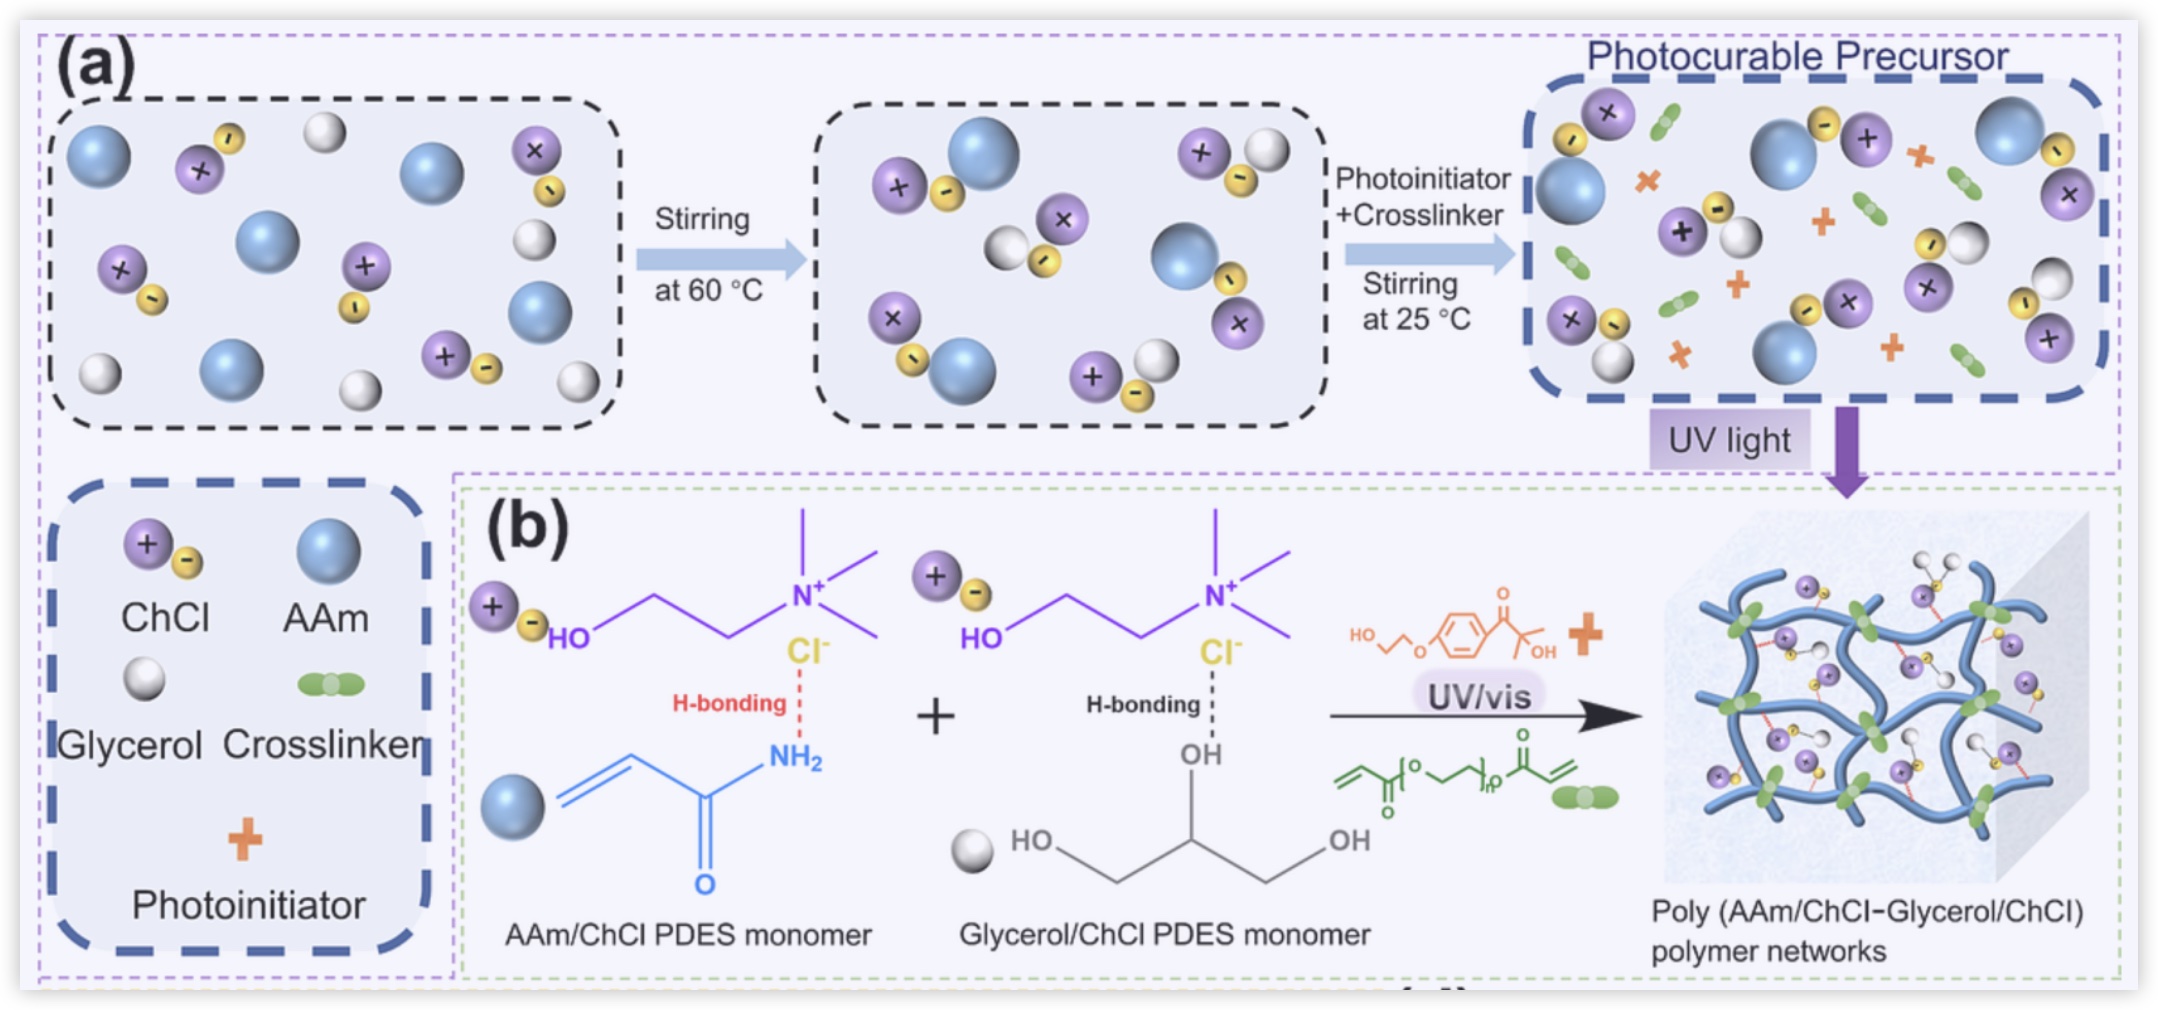 (a)
Photocurable Precursor
Stirring
at 60 °C
Photoinitiator
+Crosslinker
Stirring
at 25 °C
UV light
ChCl
AAm
Glycerol
Crosslinker
Photoinitiator
(b)
HO
N+
Cl-
H-bonding
NH2
O
AAm/ChCl PDES monomer
+
HO
N+
Cl-
H-bonding
OH
HO
OH
Glycerol/ChCl PDES monomer
HO
O
O
OH
UV/vis
O
O
n
O
O
Poly (AAm/ChCl-Glycerol/ChCl)
polymer networks